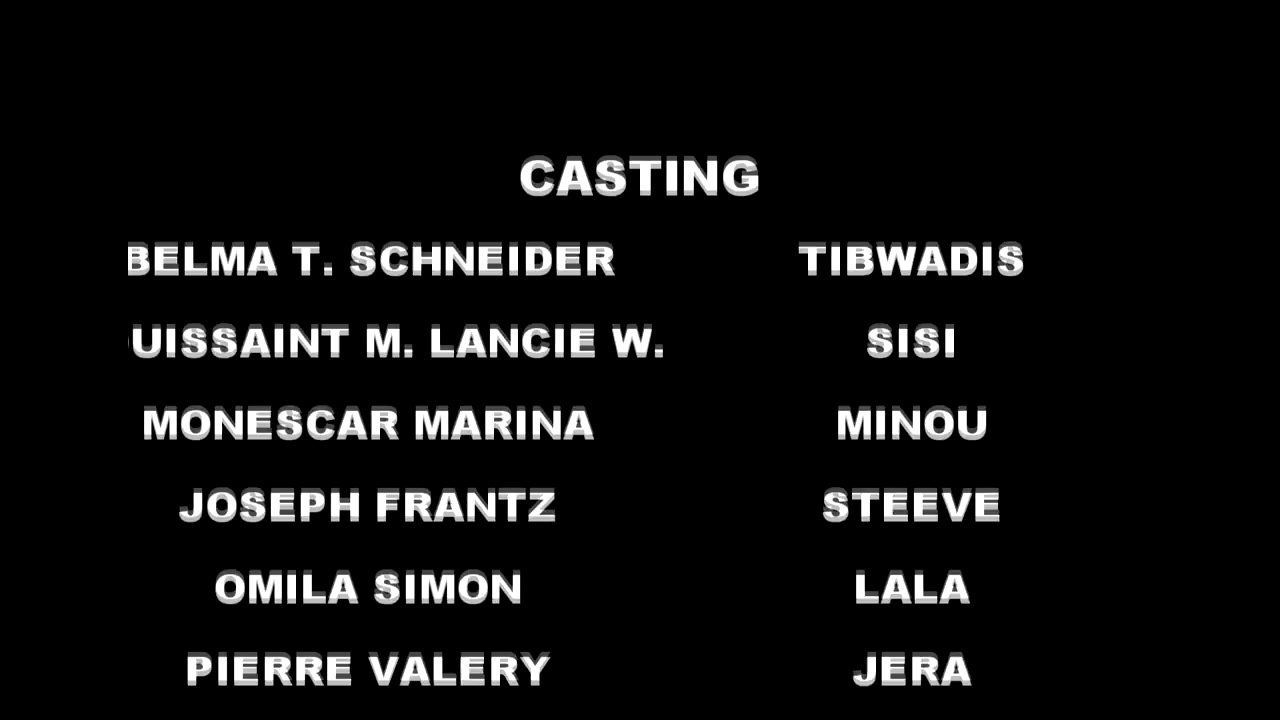 CASTING
BELMA T. SCHNEIDER TIBWADIS
UISSAINT M. LANCIE W. SISI
MONESCAR MARINA MINOU
JOSEPH FRANTZ STEEVE
OMILA SIMON LALA
PIERRE VALERY JERA